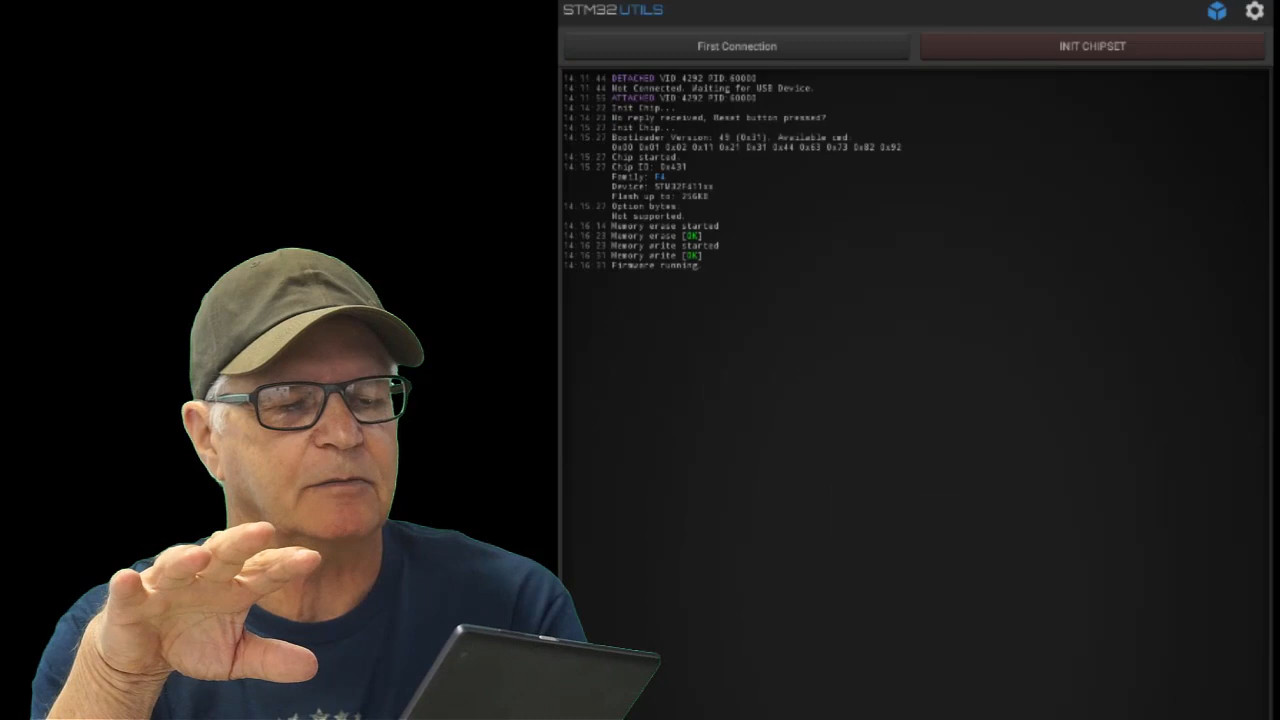 STM32UTILS
First Connection
INIT CHIPSET
14:11:44 DETACHED VID:4292 PID:60000
14:11:44 Not Connected. Waiting for USB Device.
14:11:55 ATTACHED VID:4292 PID:60000
14:14:22 Init Chip...
14:14:23 No reply received, Reset button pressed?
14:15:27 Init Chip...
14:15:27 Bootloader Version: 49 (0x31). Available cmd:
0x00 0x01 0x02 0x11 0x21 0x31 0x44 0x63 0x73 0x82 0x92
14:15:27 Chip started.
14:15:27 Chip ID: 0x431
Family: F4
Device: STM32F411xx
Flash up to: 256KB
14:15:27 Option bytes:
Not supported.
14:16:14 Memory erase started
14:16:23 Memory erase [OK]
14:16:23 Memory write started
14:16:31 Memory write [OK]
14:16:31 Firmware running.